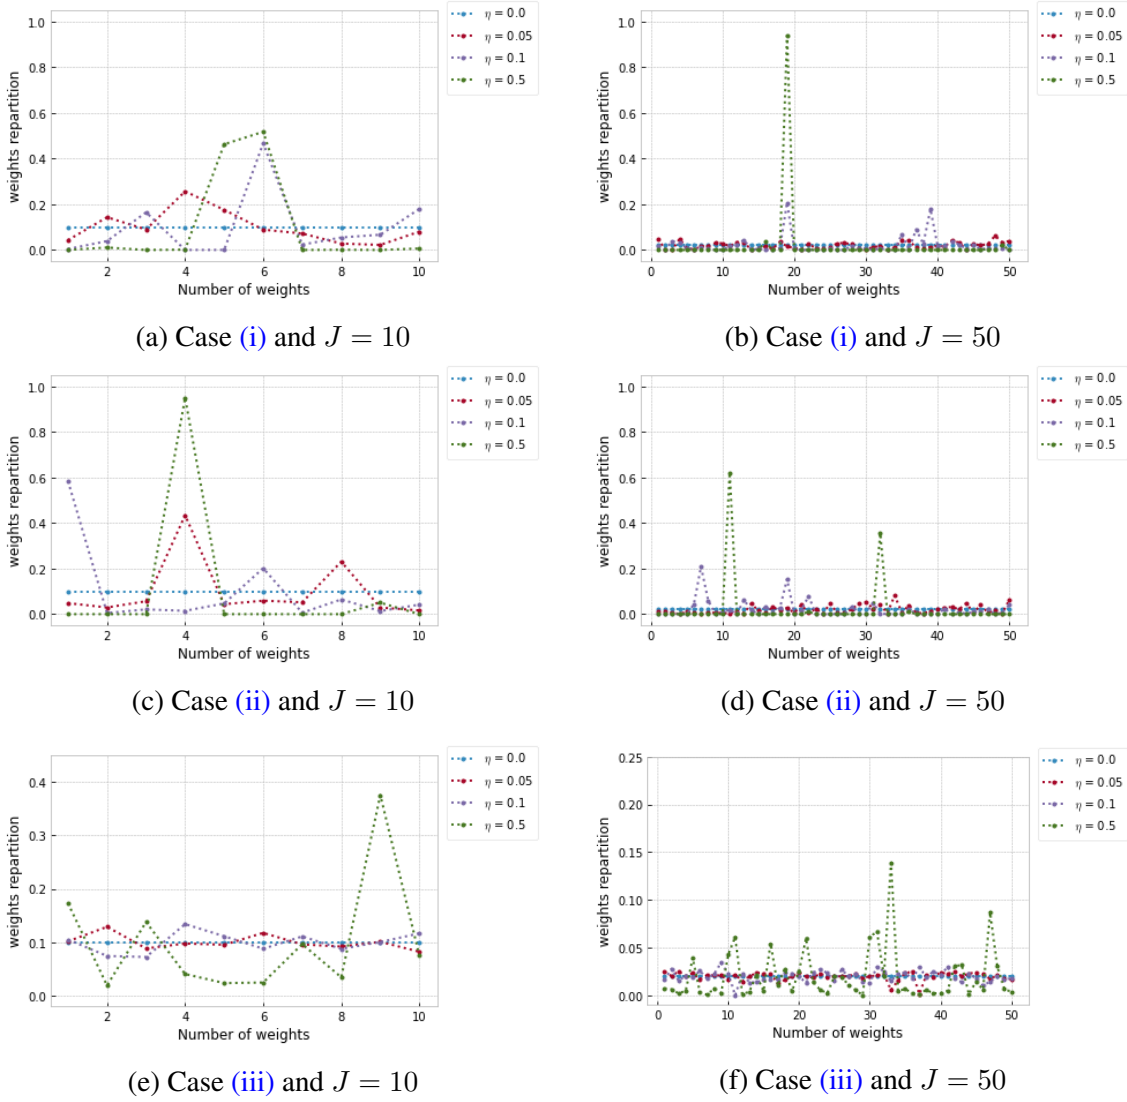 1.0
0.8
0.6
0.4
0.2
0.0
weights repartition
2 4 6 8 10
Number of weights
η = 0.0
η = 0.05
η = 0.1
η = 0.5
(a) Case (i) and J = 10
1.0
0.8
0.6
0.4
0.2
0.0
weights repartition
0 10 20 30 40 50
Number of weights
η = 0.0
η = 0.05
η = 0.1
η = 0.5
(b) Case (i) and J = 50
1.0
0.8
0.6
0.4
0.2
0.0
weights repartition
2 4 6 8 10
Number of weights
η = 0.0
η = 0.05
η = 0.1
η = 0.5
(c) Case (ii) and J = 10
1.0
0.8
0.6
0.4
0.2
0.0
weights repartition
0 10 20 30 40 50
Number of weights
η = 0.0
η = 0.05
η = 0.1
η = 0.5
(d) Case (ii) and J = 50
0.4
0.3
0.2
0.1
0.0
weights repartition
2 4 6 8 10
Number of weights
η = 0.0
η = 0.05
η = 0.1
η = 0.5
(e) Case (iii) and J = 10
0.25
0.20
0.15
0.10
0.05
0.00
weights repartition
0 10 20 30 40 50
Number of weights
η = 0.0
η = 0.05
η = 0.1
η = 0.5
(f) Case (iii) and J = 50